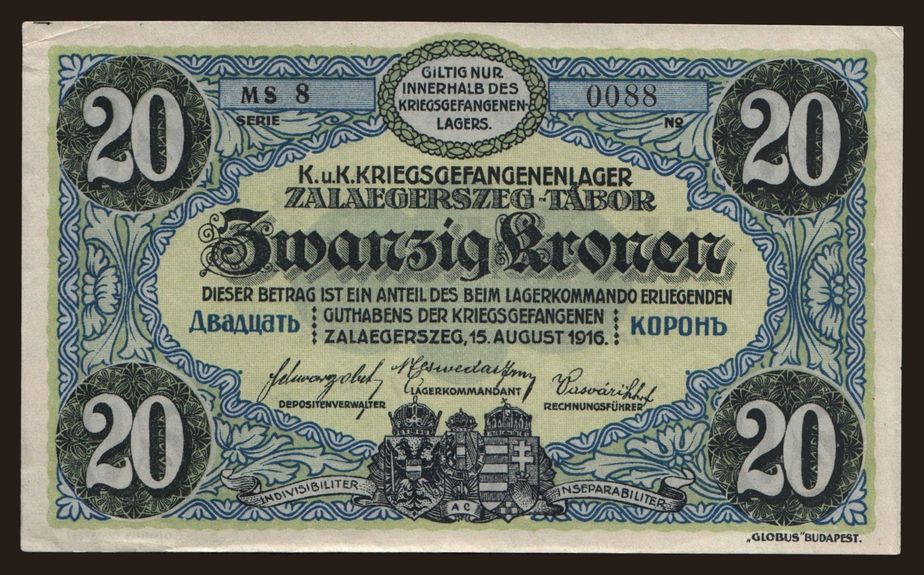 20
20
MS 8
SERIE
GILTIG NUR
INNERHALB DES
KRIEGSGEFANGENEN-
LAGERS.
0088
No
K.u.K.KRIEGSGEFANGENENLAGER
ZALAEGERSZEG-TÁBOR
Zwanzig Kronen
DIESER BETRAG IST EIN ANTEIL DES BEIM LAGERKOMMANDO ERLIEGENDEN
Двадцать
GUTHABENS DER KRIEGSGEFANGENEN
ZALAEGERSZEG, 15. AUGUST 1916.
КОРОНЪ
DEPOSITENVERWALTER
LAGERKOMMANDANT
RECHNUNGSFÜHRER
20
20
INDIVISIBILITER
AC
INSEPARABILITER
„GLOBUS" BUDAPEST.